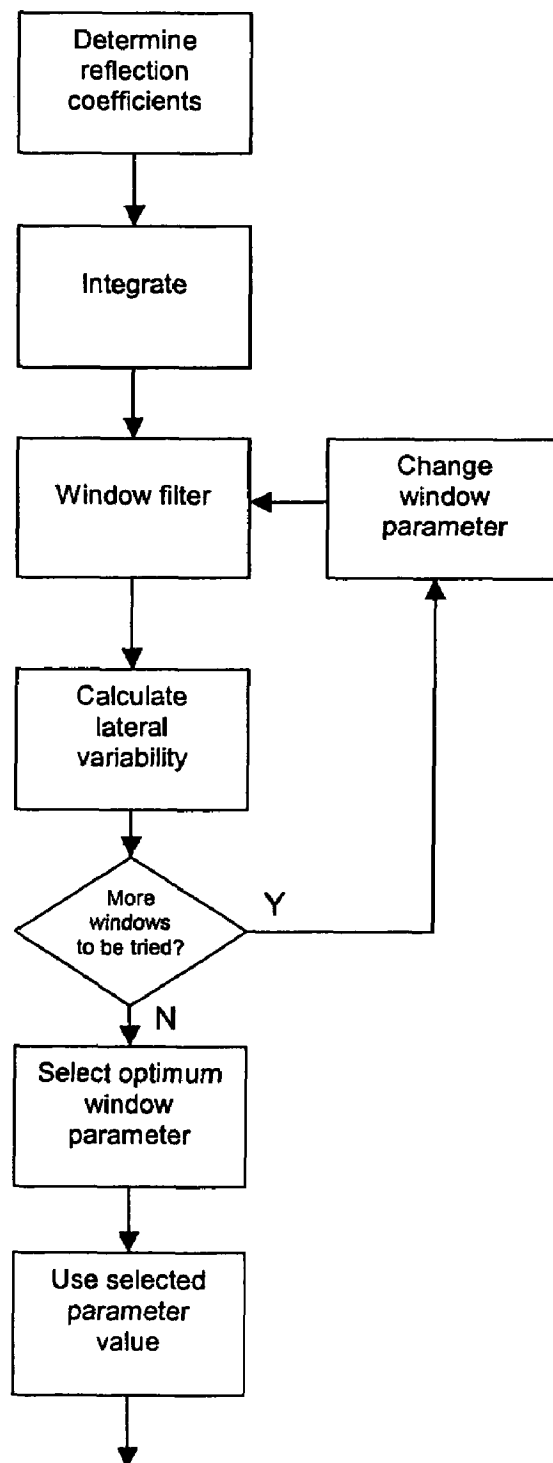 Determine
reflection
coefficients
Integrate
Window filter
Change
window
parameter
Calculate
lateral
variability
More
windows
to be tried?
Y
N
Select optimum
window
parameter
Use selected
parameter
value